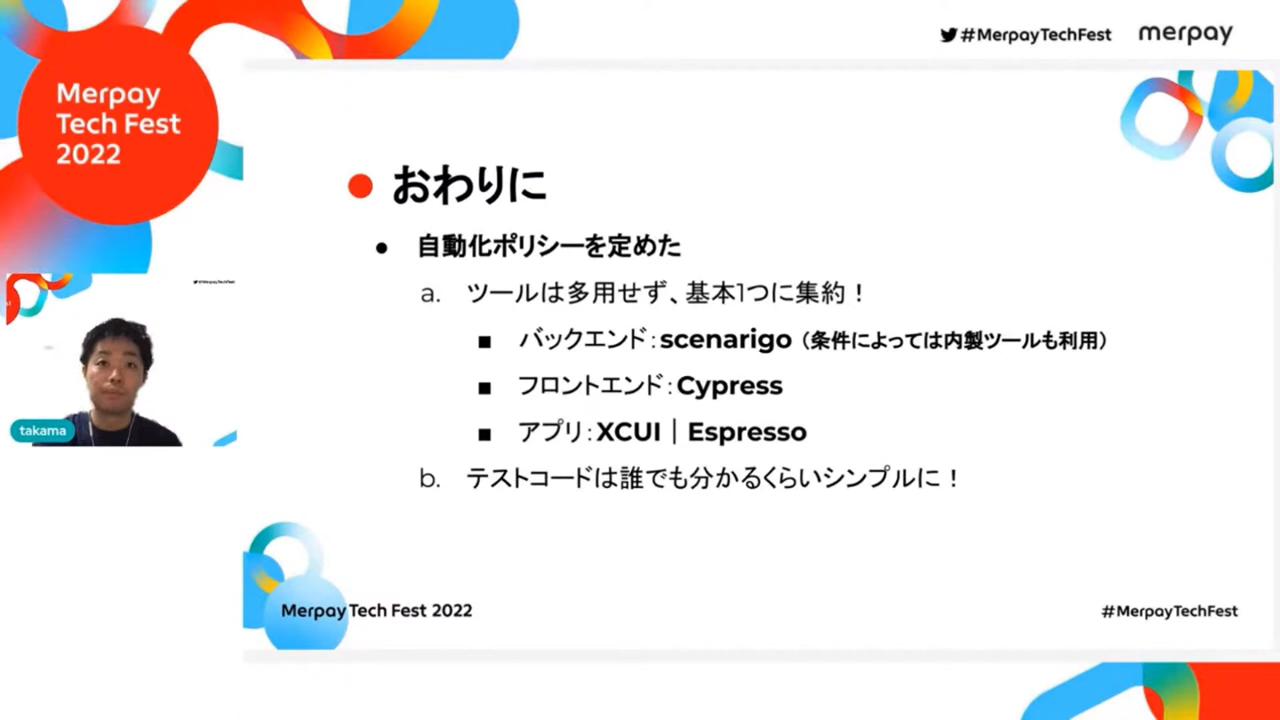 #MerpayTechFest merpay
Merpay
Tech Fest
2022
おわりに
自動化ポリシーを定めた
a. ツールは多用せず、基本1つに集約！
バックエンド：scenarigo（条件によっては内製ツールも利用）
フロントエンド：Cypress
アプリ：XCUI｜Espresso
b. テストコードは誰でも分かるくらいシンプルに！
takama
Merpay Tech Fest 2022
#MerpayTechFest